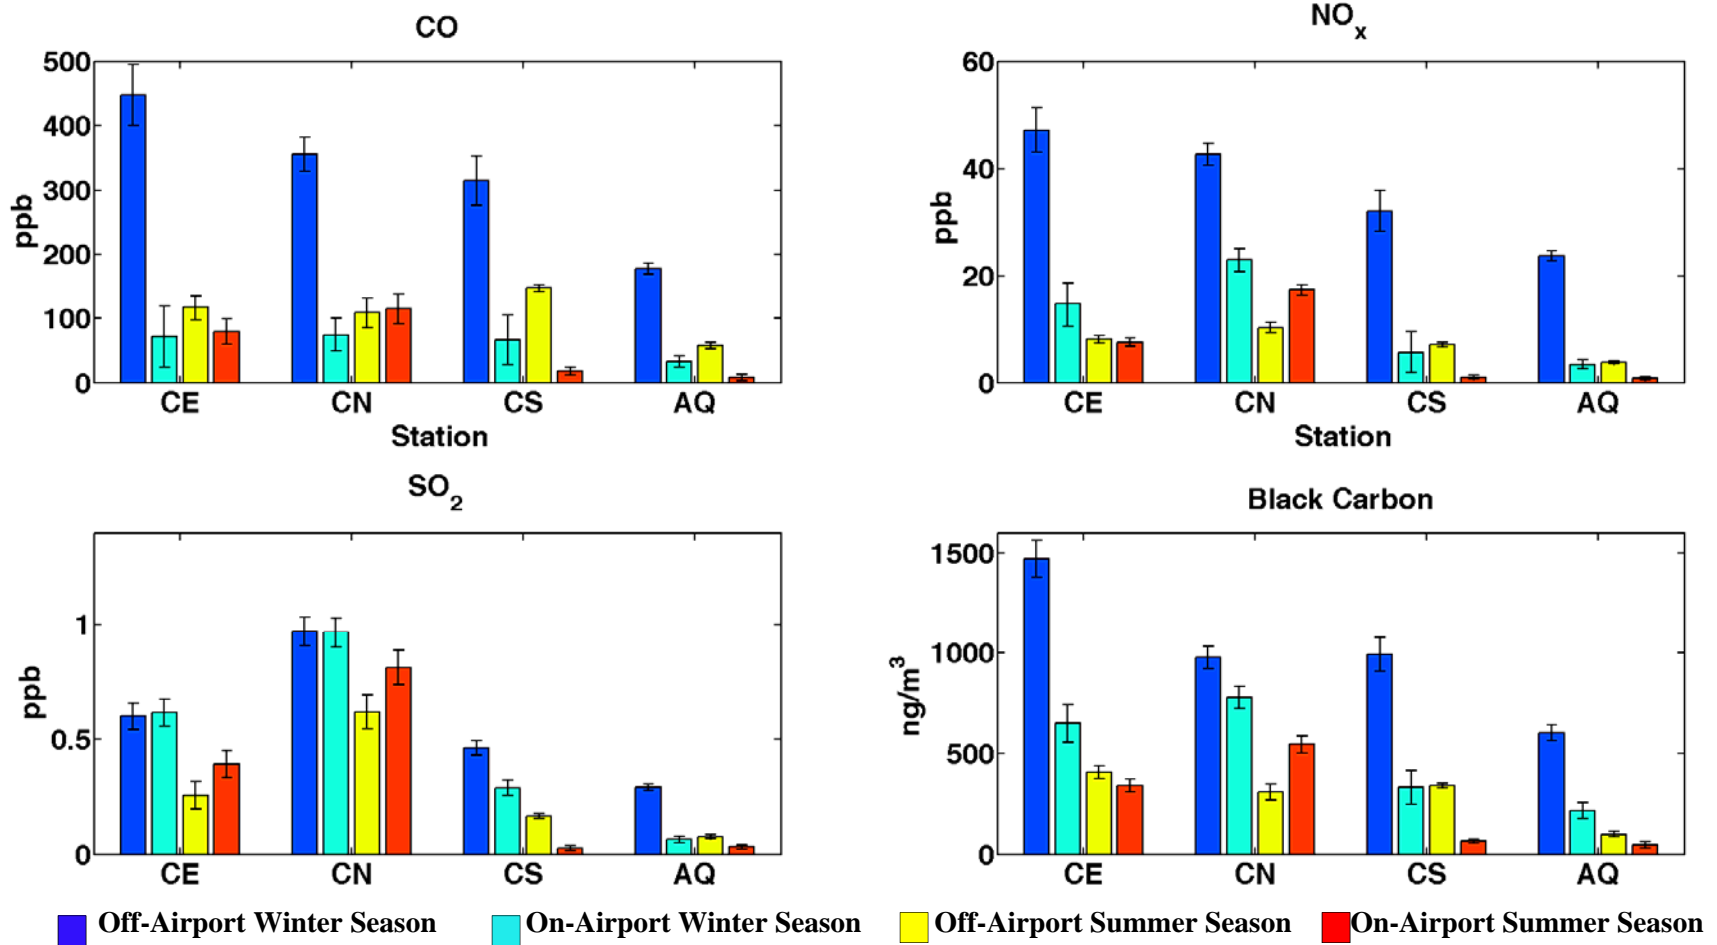 CO
500
400
300
200
100
0
ppb
CE CN CS AQ
Station
NOx
60
40
20
0
ppb
CE CN CS AQ
Station
SO2
1
0.5
0
ppb
CE CN CS AQ
Black Carbon
1500
1000
500
0
ng/m3
CE CN CS AQ
Off-Airport Winter Season On-Airport Winter Season Off-Airport Summer Season On-Airport Summer Season